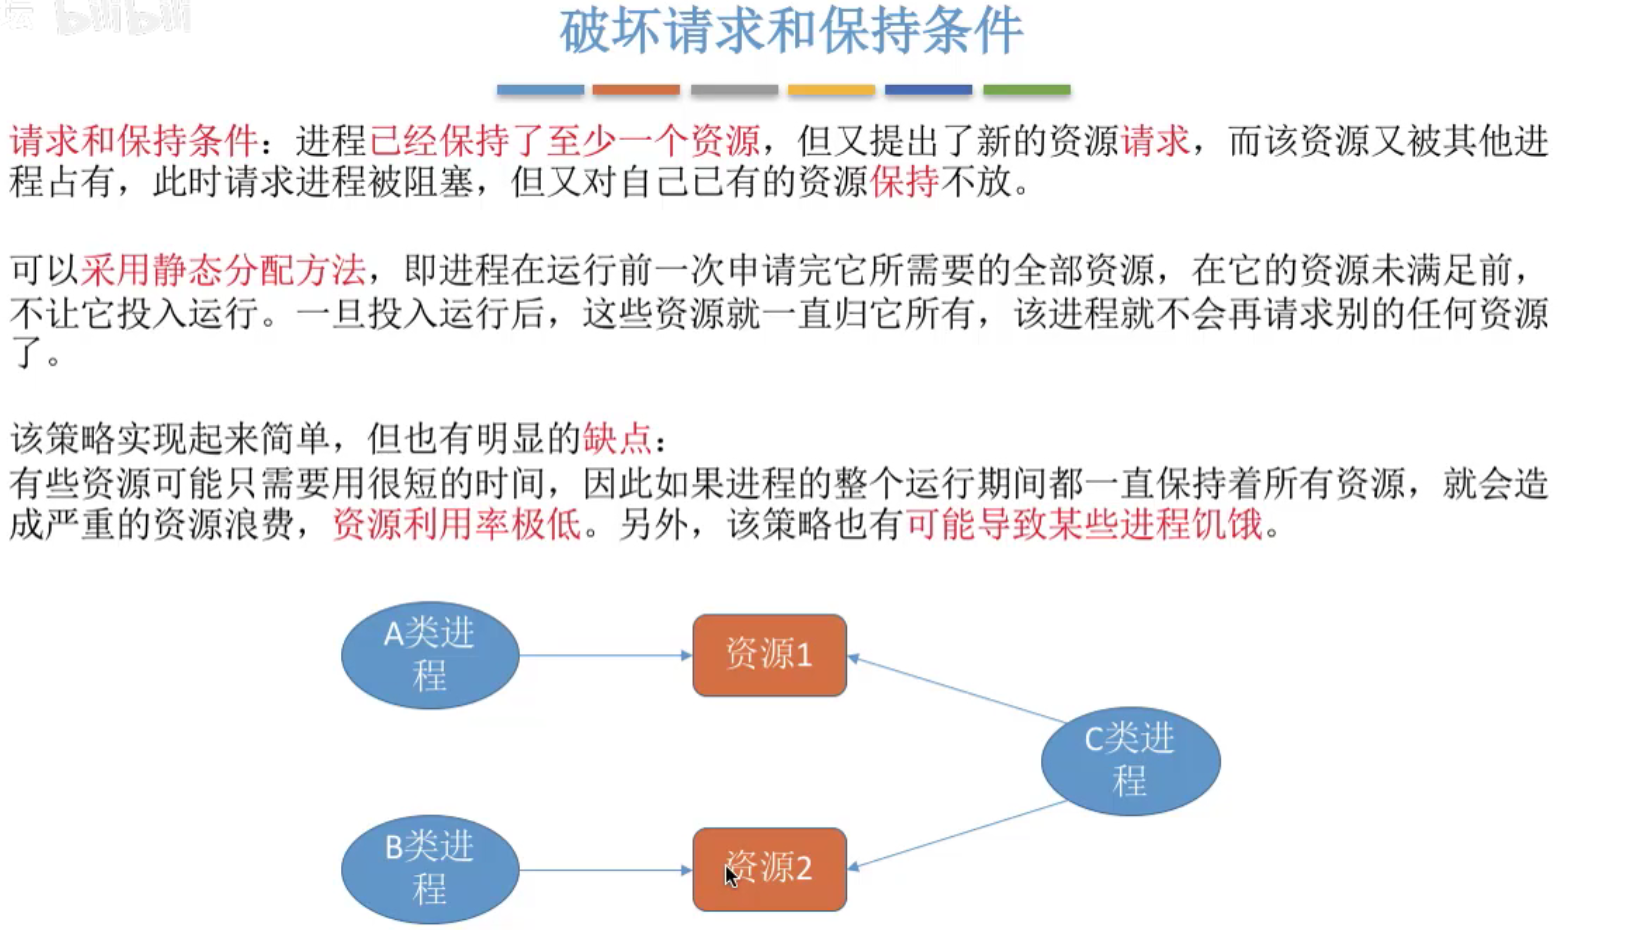 bilibili
破坏请求和保持条件
请求和保持条件：进程已经保持了至少一个资源，但又提出了新的资源请求，而该资源又被其他进
程占有，此时请求进程被阻塞，但又对自己己有的资源保持不放。
可以采用静态分配方法，即进程在运行前一次申请完它所需要的全部资源，在它的资源未满足前，
不让它投入运行。一旦投入运行后，这些资源就一直归它所有，该进程就不会再请求别的任何资源
了。
该策略实现起来简单，但也有明显的缺点：
有些资源可能只需要用很短的时间，因此如果进程的整个运行期间都一直保持着所有资源，就会造
成严重的资源浪费，资源利用率极低。另外，该策略也有可能导致某些进程饥饿。
A类进
程
资源1
C类进
程
B类进
程
资源2